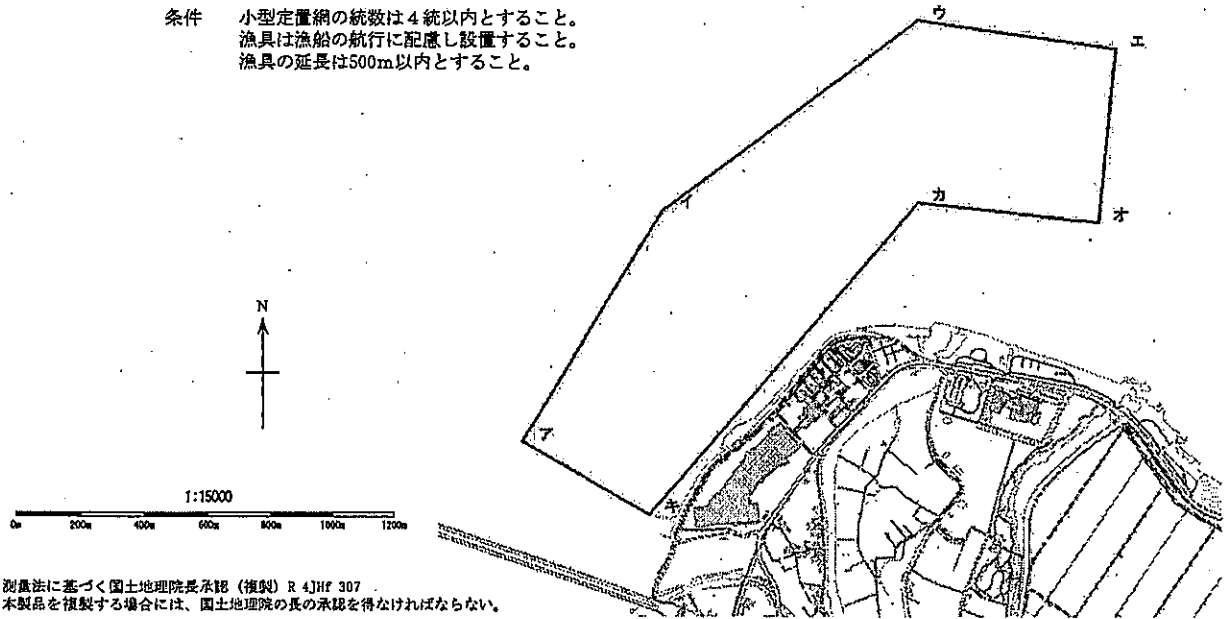 条件 小型定置網の統数は4統以内とすること。
漁具は漁船の航行に配慮し設置すること。
漁具の延長は500m以内とすること。
ウ
エ
イ
カ
オ
N
ア
キ
1:15000
0m 200m 400m 600m 800m 1000m 1200m
測量法に基づく国土地理院長承認(複製)R 4JHf 307
本製品を複製する場合には、国土地理院の長の承認を得なければならない。